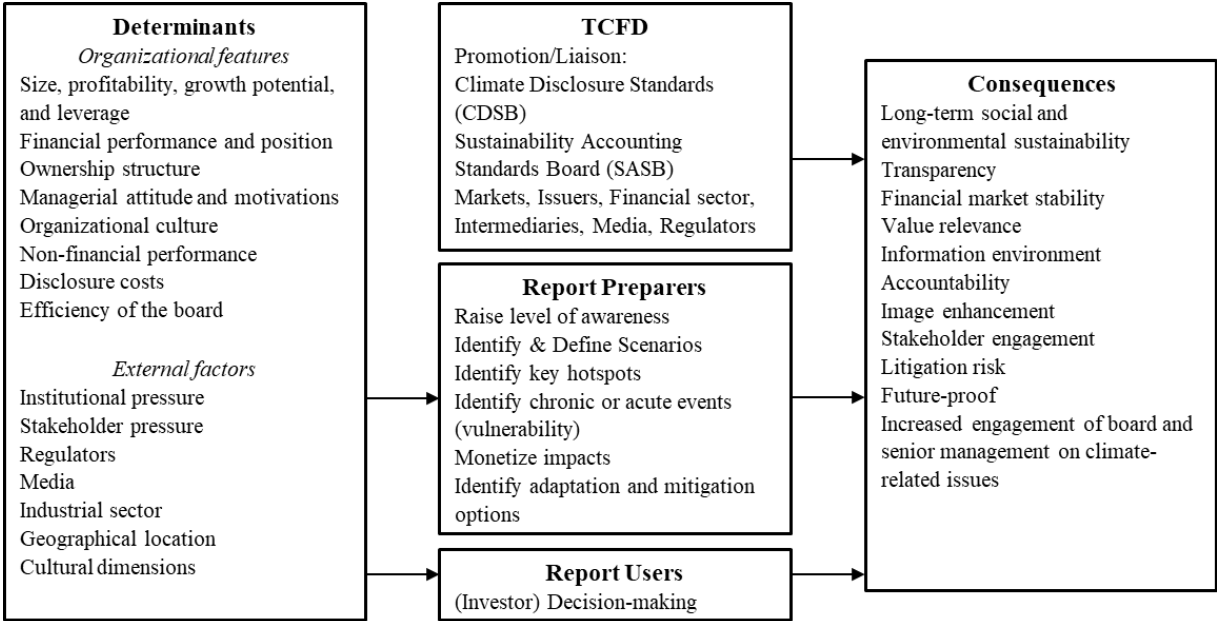 Determinants
Organizational features
Size, profitability, growth potential,
and leverage
Financial performance and position
Ownership structure
Managerial attitude and motivations
Organizational culture
Non-financial performance
Disclosure costs
Efficiency of the board
External factors
Institutional pressure
Stakeholder pressure
Regulators
Media
Industrial sector
Geographical location
Cultural dimensions
TCFD
Promotion/Liaison:
Climate Disclosure Standards
(CDSB)
Sustainability Accounting
Standards Board (SASB)
Markets, Issuers, Financial sector,
Intermediaries, Media, Regulators
Report Preparers
Raise level of awareness
Identify & Define Scenarios
Identify key hotspots
Identify chronic or acute events
(vulnerability)
Monetize impacts
Identify adaptation and mitigation
options
Report Users
(Investor) Decision-making
Consequences
Long-term social and
environmental sustainability
Transparency
Financial market stability
Value relevance
Information environment
Accountability
Image enhancement
Stakeholder engagement
Litigation risk
Future-proof
Increased engagement of board and
senior management on climate-
related issues